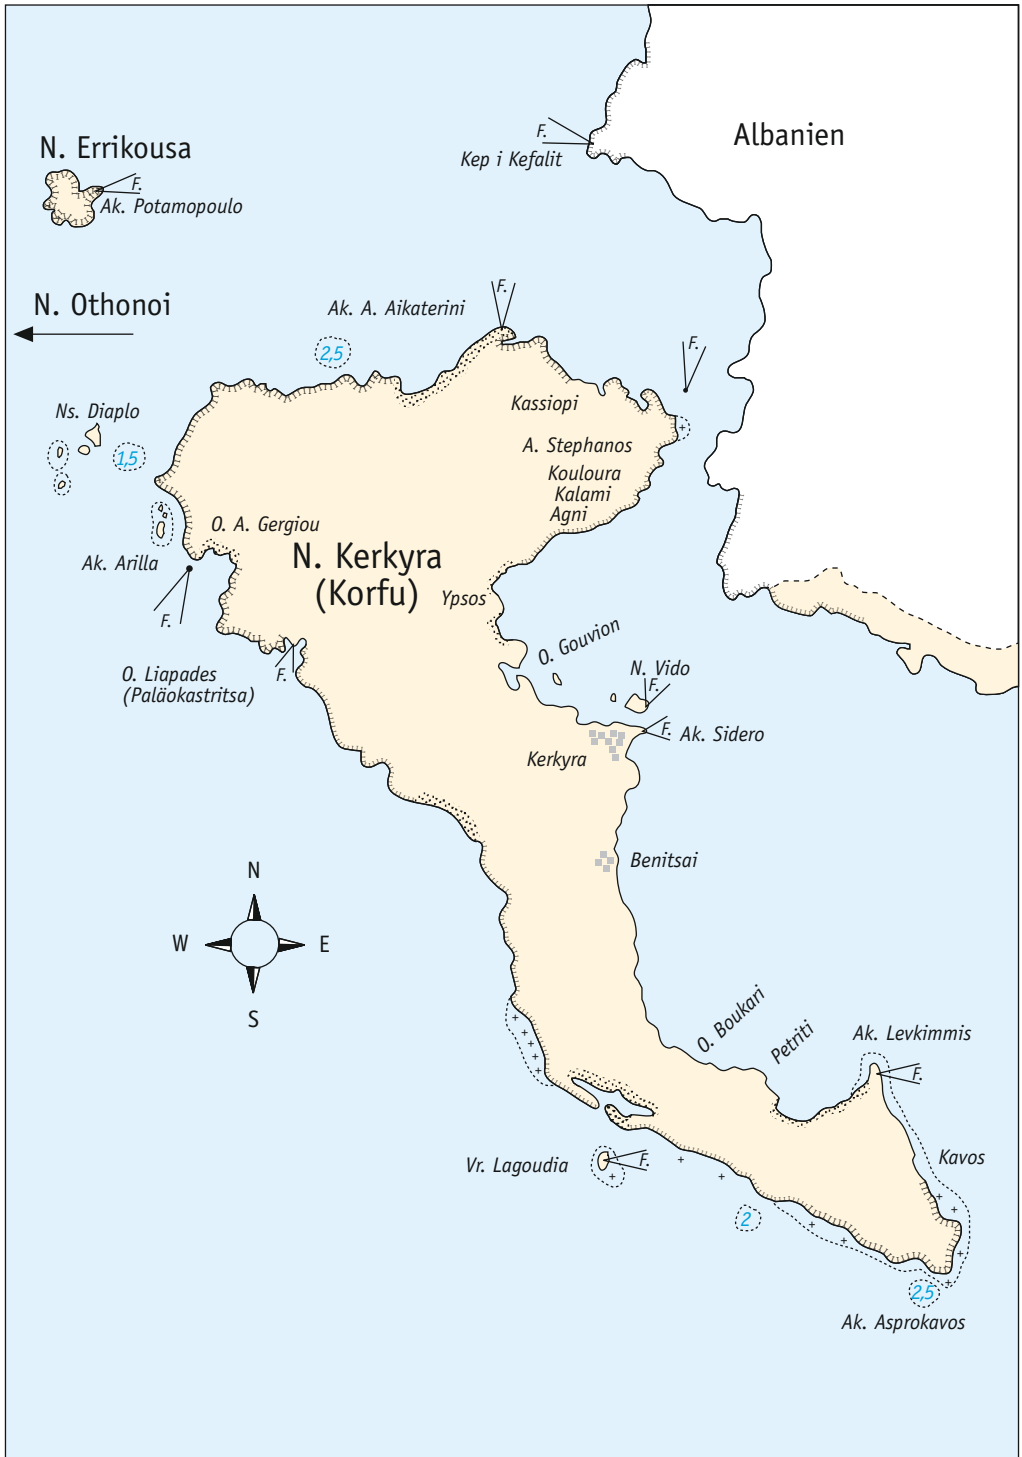 Albanien
F.
Kep i Kefalit
N. Errikousa
F.
Ak. Potamopoulo
N. Othonoi
Ak. A. Aikaterini
F.
F.
2,5
Kassiopi
Ns. Diaplo
1,5
A. Stephanos
Kouloura
Kalami
Agni
O. A. Gergiou
Ak. Arilla
N. Kerkyra
(Korfu)
Ypsos
F.
O. Gouvion
O. Liapades
(Paläokastritsa)
F.
N. Vido
F.
F.
Ak. Sidero
Kerkyra
Benitsai
N
W
E
S
O. Boukari
Petriti
Ak. Levkimmis
F.
Vr. Lagoudia
F.
Kavos
2
2,5
Ak. Asprokavos